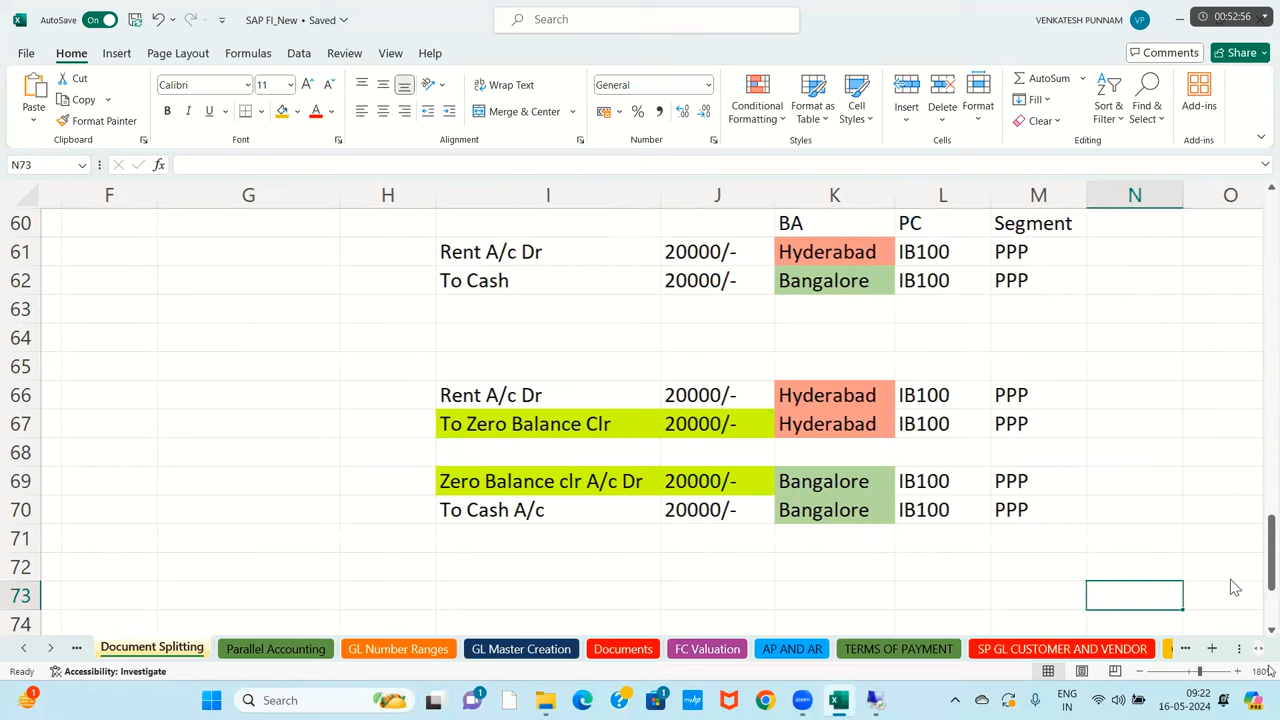 AutoSave On SAP FI_New • Saved Search VENKATESH PUNNAM VP 00:52:56
File Home Insert Page Layout Formulas Data Review View Help Comments Share
Paste Cut Copy Format Painter Clipboard
Calibri 11 B I U A Font
Wrap Text Merge & Center Alignment
General % , Number
Conditional Formatting Format as Table Cell Styles Styles
Insert Delete Format Cells
AutoSum Fill Clear Sort & Filter Find & Select Editing
Add-ins Add-ins
N73 fx
F G H I J K L M N O
60 BA PC Segment
61 Rent A/c Dr 20000/- Hyderabad IB100 PPP
62 To Cash 20000/- Bangalore IB100 PPP
63
64
65
66 Rent A/c Dr 20000/- Hyderabad IB100 PPP
67 To Zero Balance Clr 20000/- Hyderabad IB100 PPP
68
69 Zero Balance clr A/c Dr 20000/- Bangalore IB100 PPP
70 To Cash A/c 20000/- Bangalore IB100 PPP
71
72
73
74
Document Splitting Parallel Accounting GL Number Ranges GL Master Creation Documents FC Valuation AP AND AR TERMS OF PAYMENT SP GL CUSTOMER AND VENDOR
Ready Accessibility: Investigate 180%
1 Search 1 ENG IN 09:22 16-05-2024